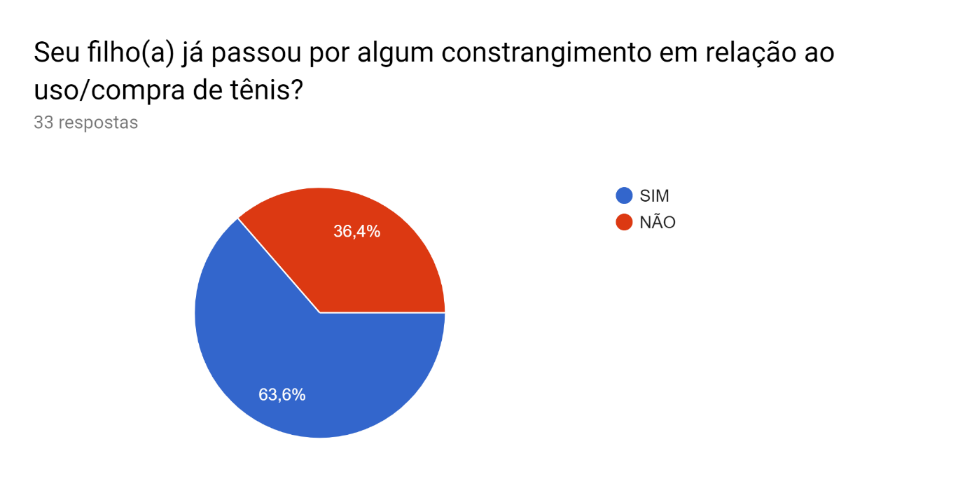 Seu filho(a) já passou por algum constrangimento em relação ao
uso/compra de tênis?
33 respostas
SIM
NÃO
36,4%
63,6%